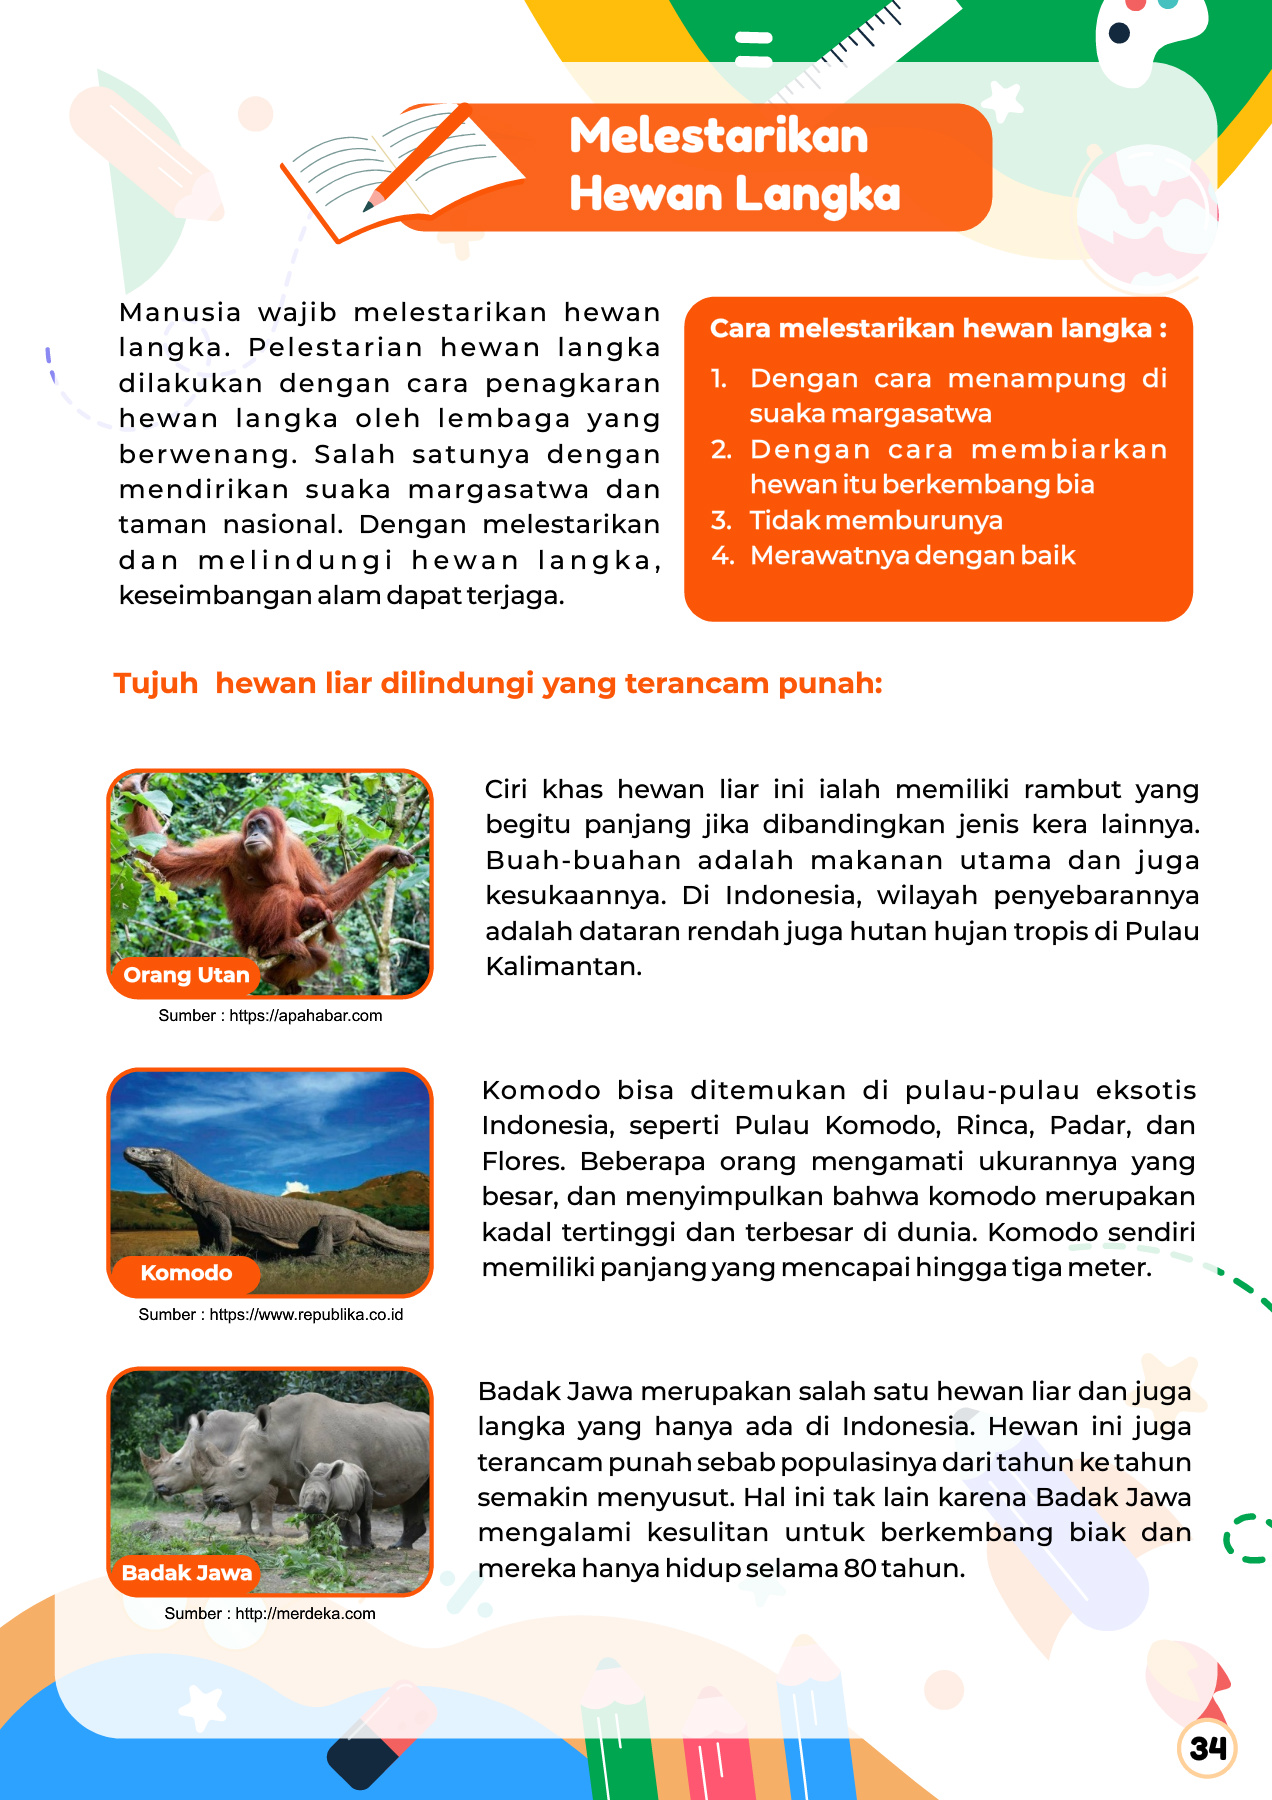 Melestarikan
Hewan Langka
Manusia wajib melestarikan hewan
langka. Pelestarian hewan langka
dilakukan dengan cara penagkaran
hewan langka oleh lembaga yang
berwenang. Salah satunya dengan
mendirikan suaka margasatwa dan
taman nasional. Dengan melestarikan
dan melindungi hewan langka,
keseimbangan alam dapat terjaga.
Cara melestarikan hewan langka :
1. Dengan cara menampung di
suaka margasatwa
2. Dengan cara membiarkan
hewan itu berkembang bia
3. Tidak memburunya
4. Merawatnya dengan baik
Tujuh hewan liar dilindungi yang terancam punah:
Orang Utan
Sumber : https://apahabar.com
Ciri khas hewan liar ini ialah memiliki rambut yang
begitu panjang jika dibandingkan jenis kera lainnya.
Buah-buahan adalah makanan utama dan juga
kesukaannya. Di Indonesia, wilayah penyebarannya
adalah dataran rendah juga hutan hujan tropis di Pulau
Kalimantan.
Komodo
Sumber : https://www.republika.co.id
Komodo bisa ditemukan di pulau-pulau eksotis
Indonesia, seperti Pulau Komodo, Rinca, Padar, dan
Flores. Beberapa orang mengamati ukurannya yang
besar, dan menyimpulkan bahwa komodo merupakan
kadal tertinggi dan terbesar di dunia. Komodo sendiri
memiliki panjang yang mencapai hingga tiga meter.
Badak Jawa
Sumber : http://merdeka.com
Badak Jawa merupakan salah satu hewan liar dan juga
langka yang hanya ada di Indonesia. Hewan ini juga
terancam punah sebab populasinya dari tahun ke tahun
semakin menyusut. Hal ini tak lain karena Badak Jawa
mengalami kesulitan untuk berkembang biak dan
mereka hanya hidup selama 80 tahun.
34